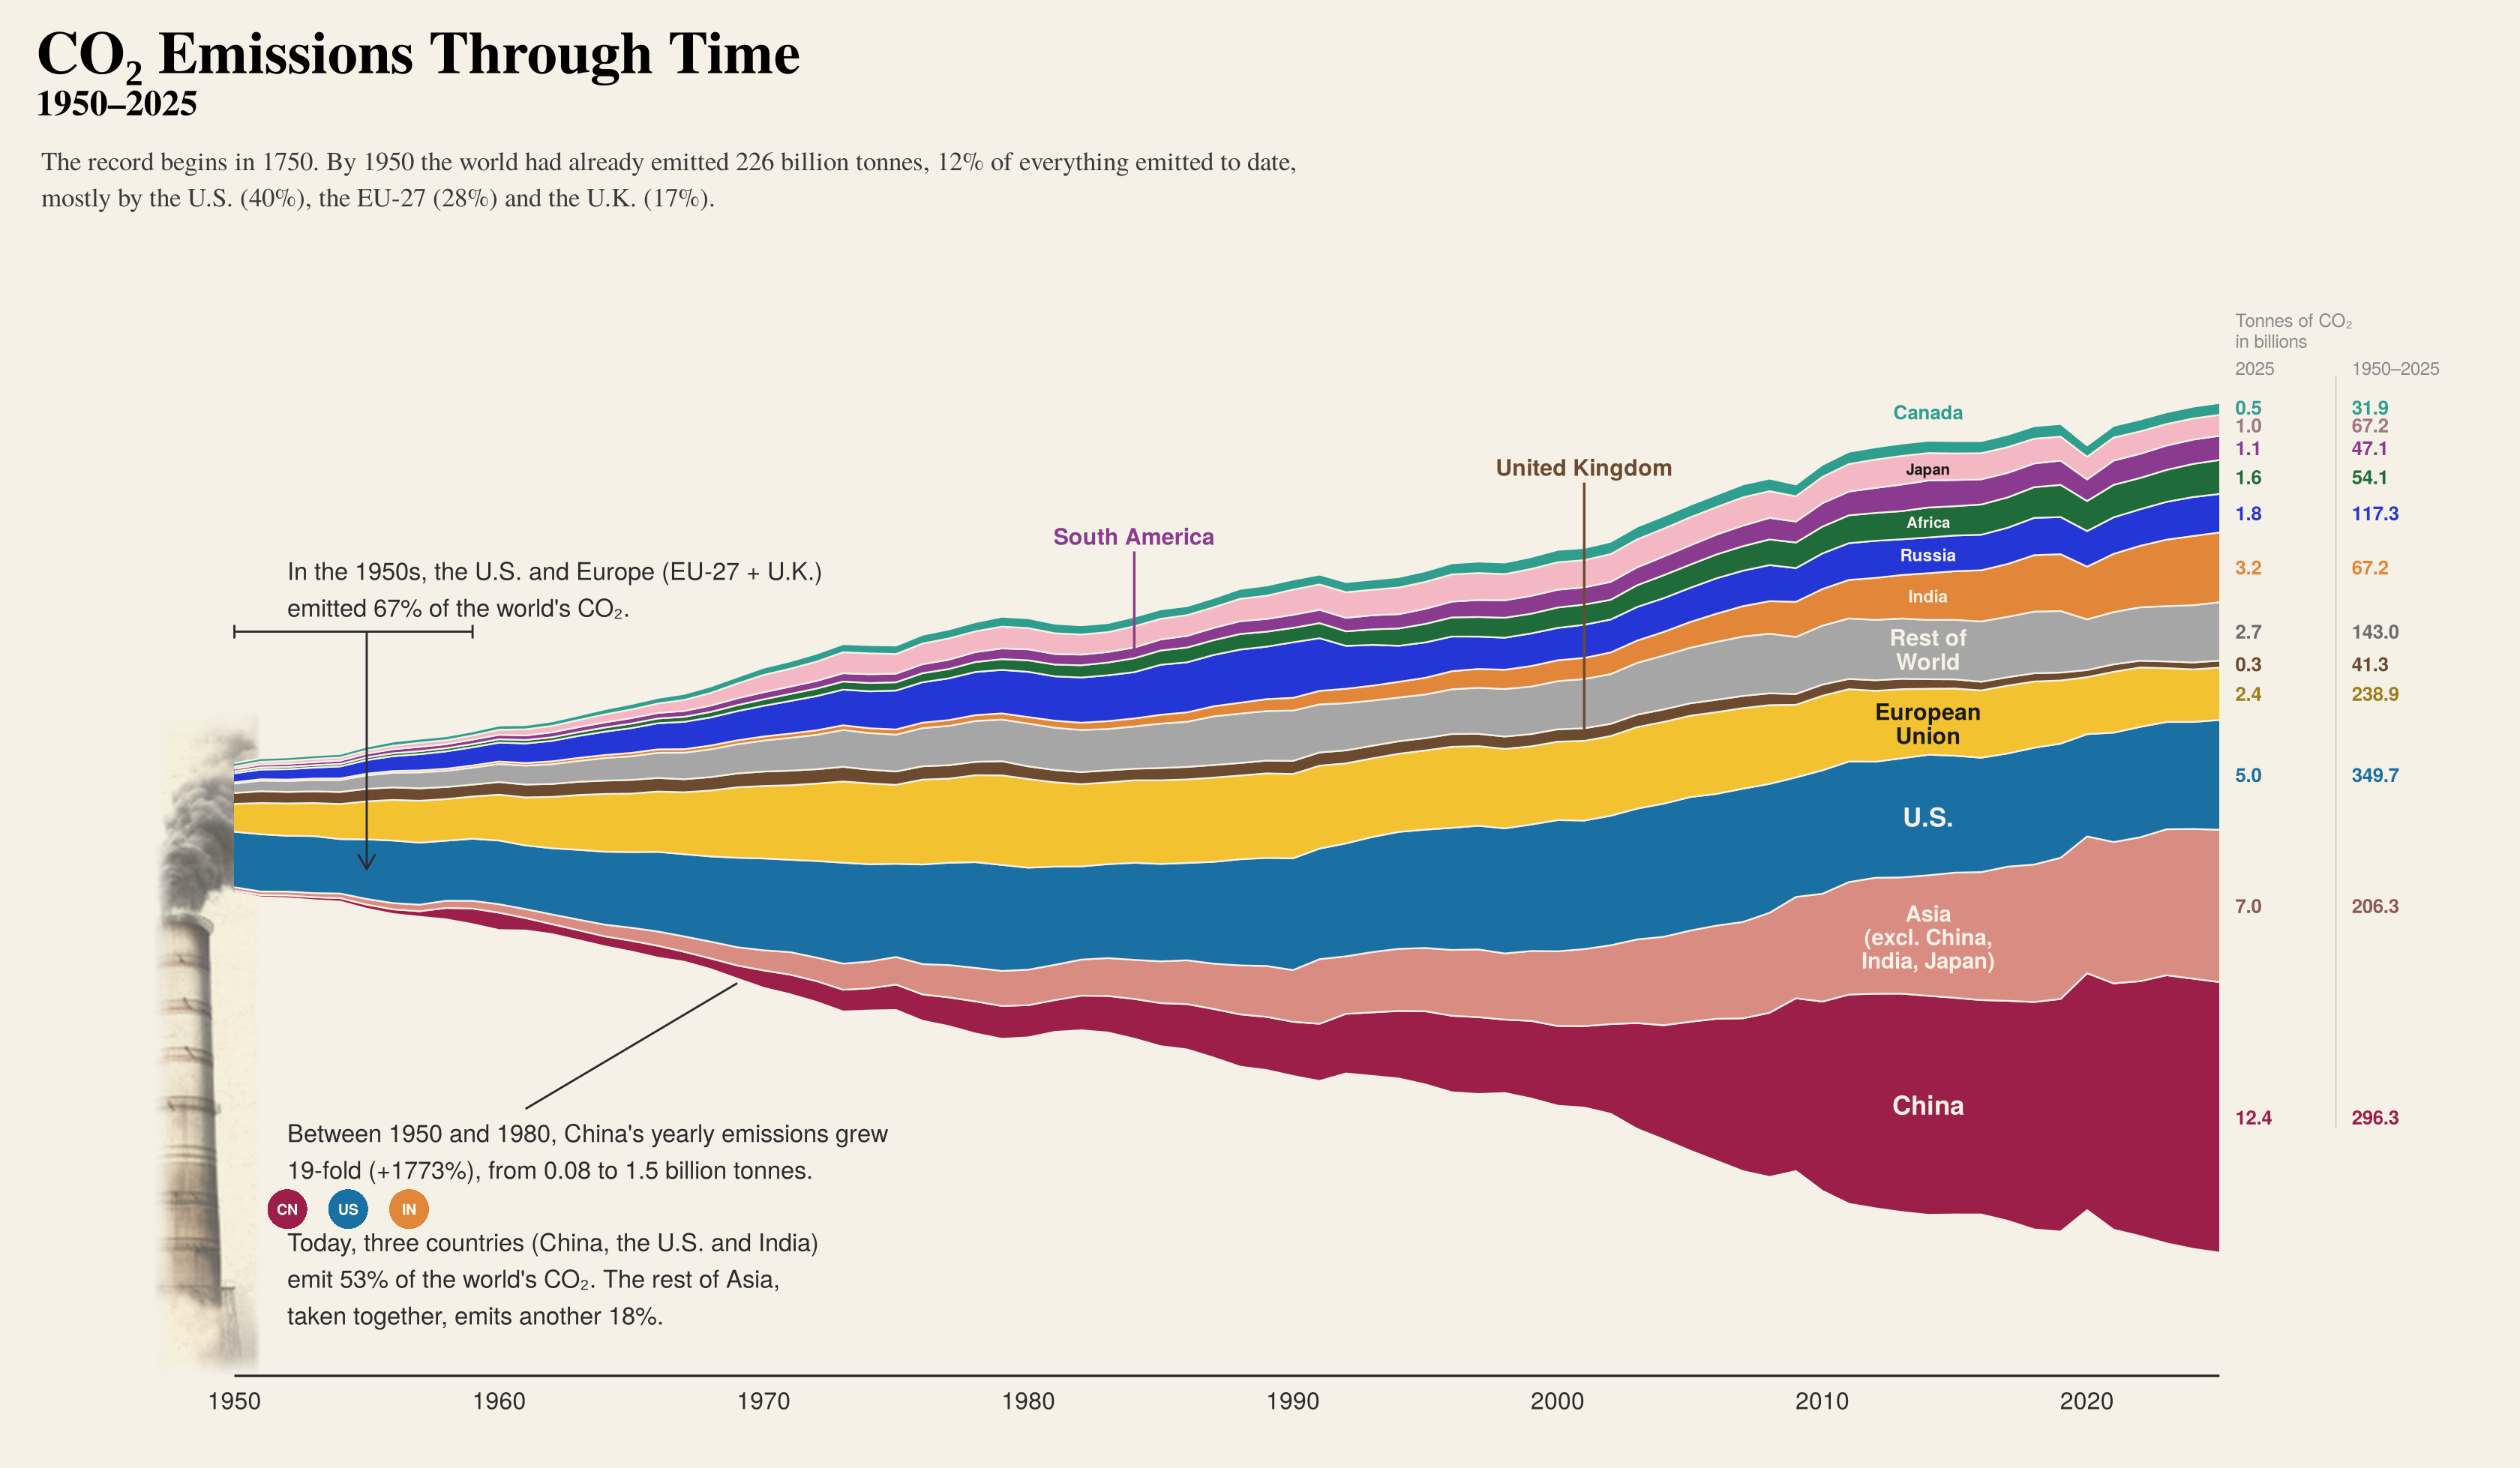 CO₂ Emissions Through Time
1950–2025
The record begins in 1750. By 1950 the world had already emitted 226 billion tonnes, 12% of everything emitted to date,
mostly by the U.S. (40%), the EU-27 (28%) and the U.K. (17%).
Tonnes of CO₂
in billions
2025 1950–2025
Canada
0.5 31.9
1.0 67.2
United Kingdom
Japan
1.1 47.1
1.6 54.1
South America
Africa
1.8 117.3
Russia
3.2 67.2
In the 1950s, the U.S. and Europe (EU-27 + U.K.)
emitted 67% of the world's CO₂.
India
Rest of
World
2.7 143.0
0.3 41.3
2.4 238.9
European
Union
5.0 349.7
U.S.
7.0 206.3
Asia
(excl. China,
India, Japan)
China
12.4 296.3
Between 1950 and 1980, China's yearly emissions grew
19-fold (+1773%), from 0.08 to 1.5 billion tonnes.
CN US IN
Today, three countries (China, the U.S. and India)
emit 53% of the world's CO₂. The rest of Asia,
taken together, emits another 18%.
1950 1960 1970 1980 1990 2000 2010 2020